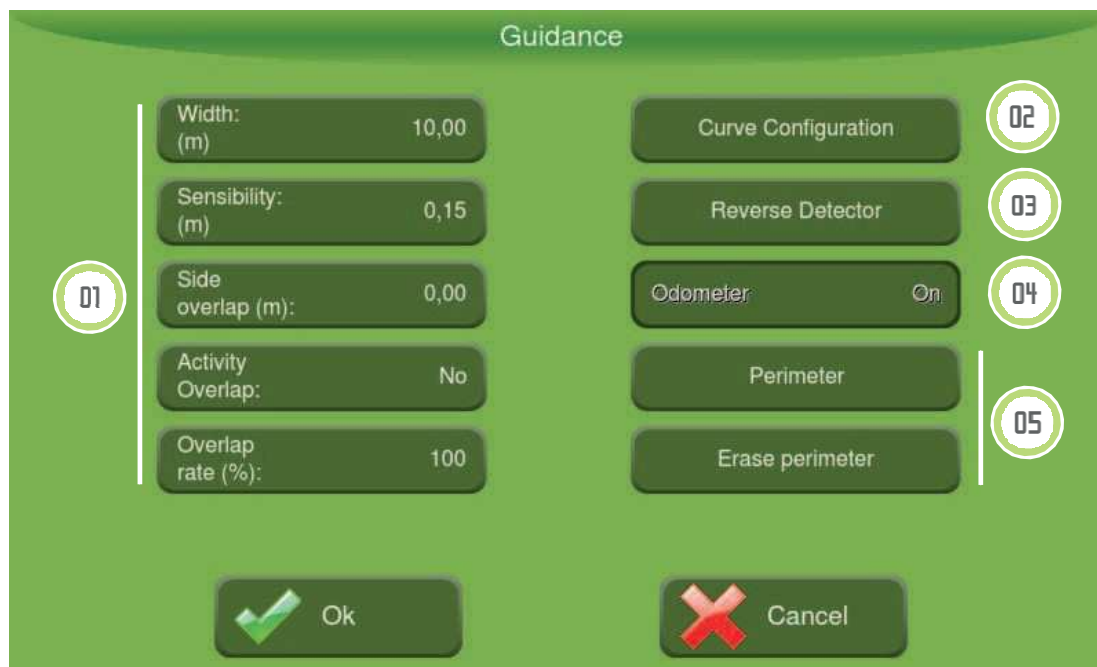 Guidance
01
Width:
(m)
10,00
Sensibility:
(m)
0,15
Side
overlap (m):
0,00
Activity
Overlap:
No
Overlap
rate (%):
100
Curve Configuration
02
Reverse Detector
03
Odometer On
04
Perimeter
Erase perimeter
05
Ok
Cancel